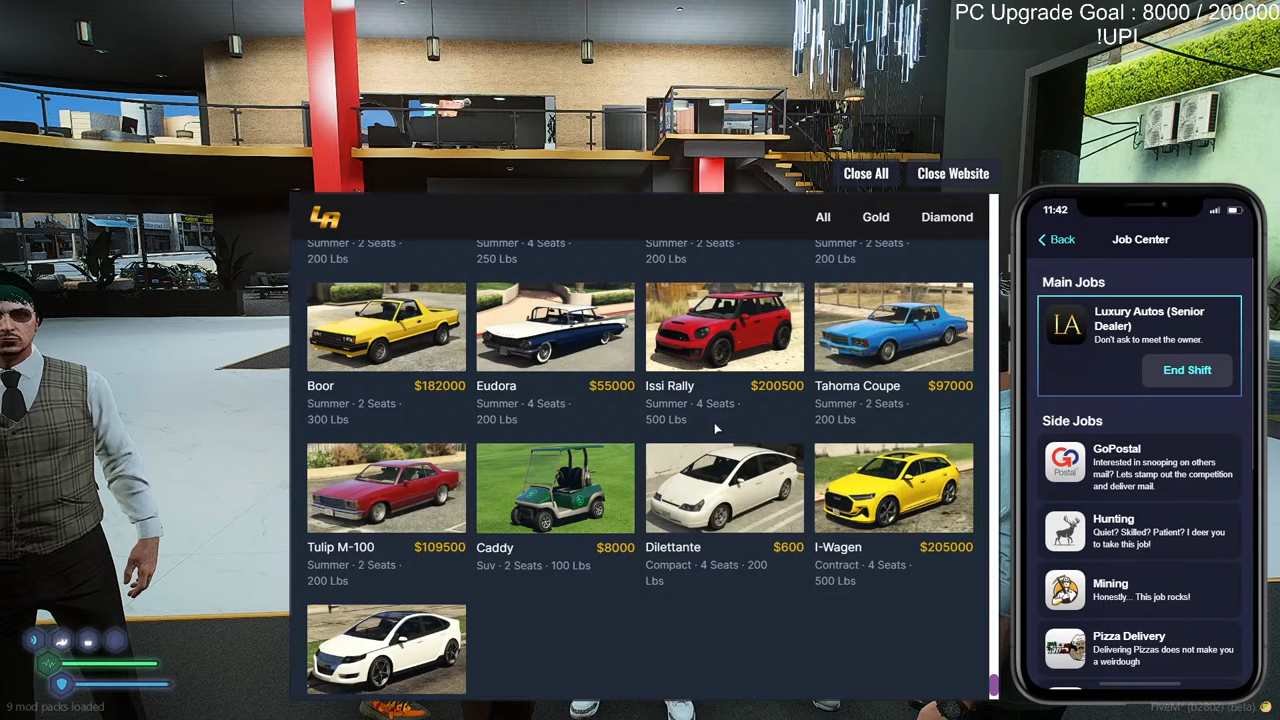 PC Upgrade Goal : 8000 / 200000
!UPI
Close All
Close Website
LA
All
Gold
Diamond
Summer · 2 Seats ·
200 Lbs
Summer · 4 Seats ·
250 Lbs
Summer · 2 Seats ·
200 Lbs
Summer · 2 Seats ·
200 Lbs
Boor
$182000
Summer · 2 Seats ·
300 Lbs
Eudora
$55000
Summer · 4 Seats ·
200 Lbs
Issi Rally
$200500
Summer · 4 Seats ·
500 Lbs
Tahoma Coupe
$97000
Summer · 2 Seats ·
200 Lbs
Tulip M-100
$109500
Summer · 2 Seats ·
200 Lbs
Caddy
$8000
Suv · 2 Seats · 100 Lbs
Dilettante
$600
Compact · 4 Seats · 200
Lbs
I-Wagen
$205000
Contract · 4 Seats ·
500 Lbs
11:42
Back
Job Center
Main Jobs
LA
Luxury Autos (Senior
Dealer)
Don't ask to meet the owner.
End Shift
Side Jobs
GO
Postal
GoPostal
Interested in snooping on others
mail? Lets stamp out the competition
and deliver mail.
Hunting
Quiet? Skilled? Patient? I deer you
to take this job!
Mining
Honestly... This job rocks!
Pizza Delivery
Delivering Pizzas does not make you
a weirdough
9 mod packs loaded
FiveM* (b2802) (Beta)